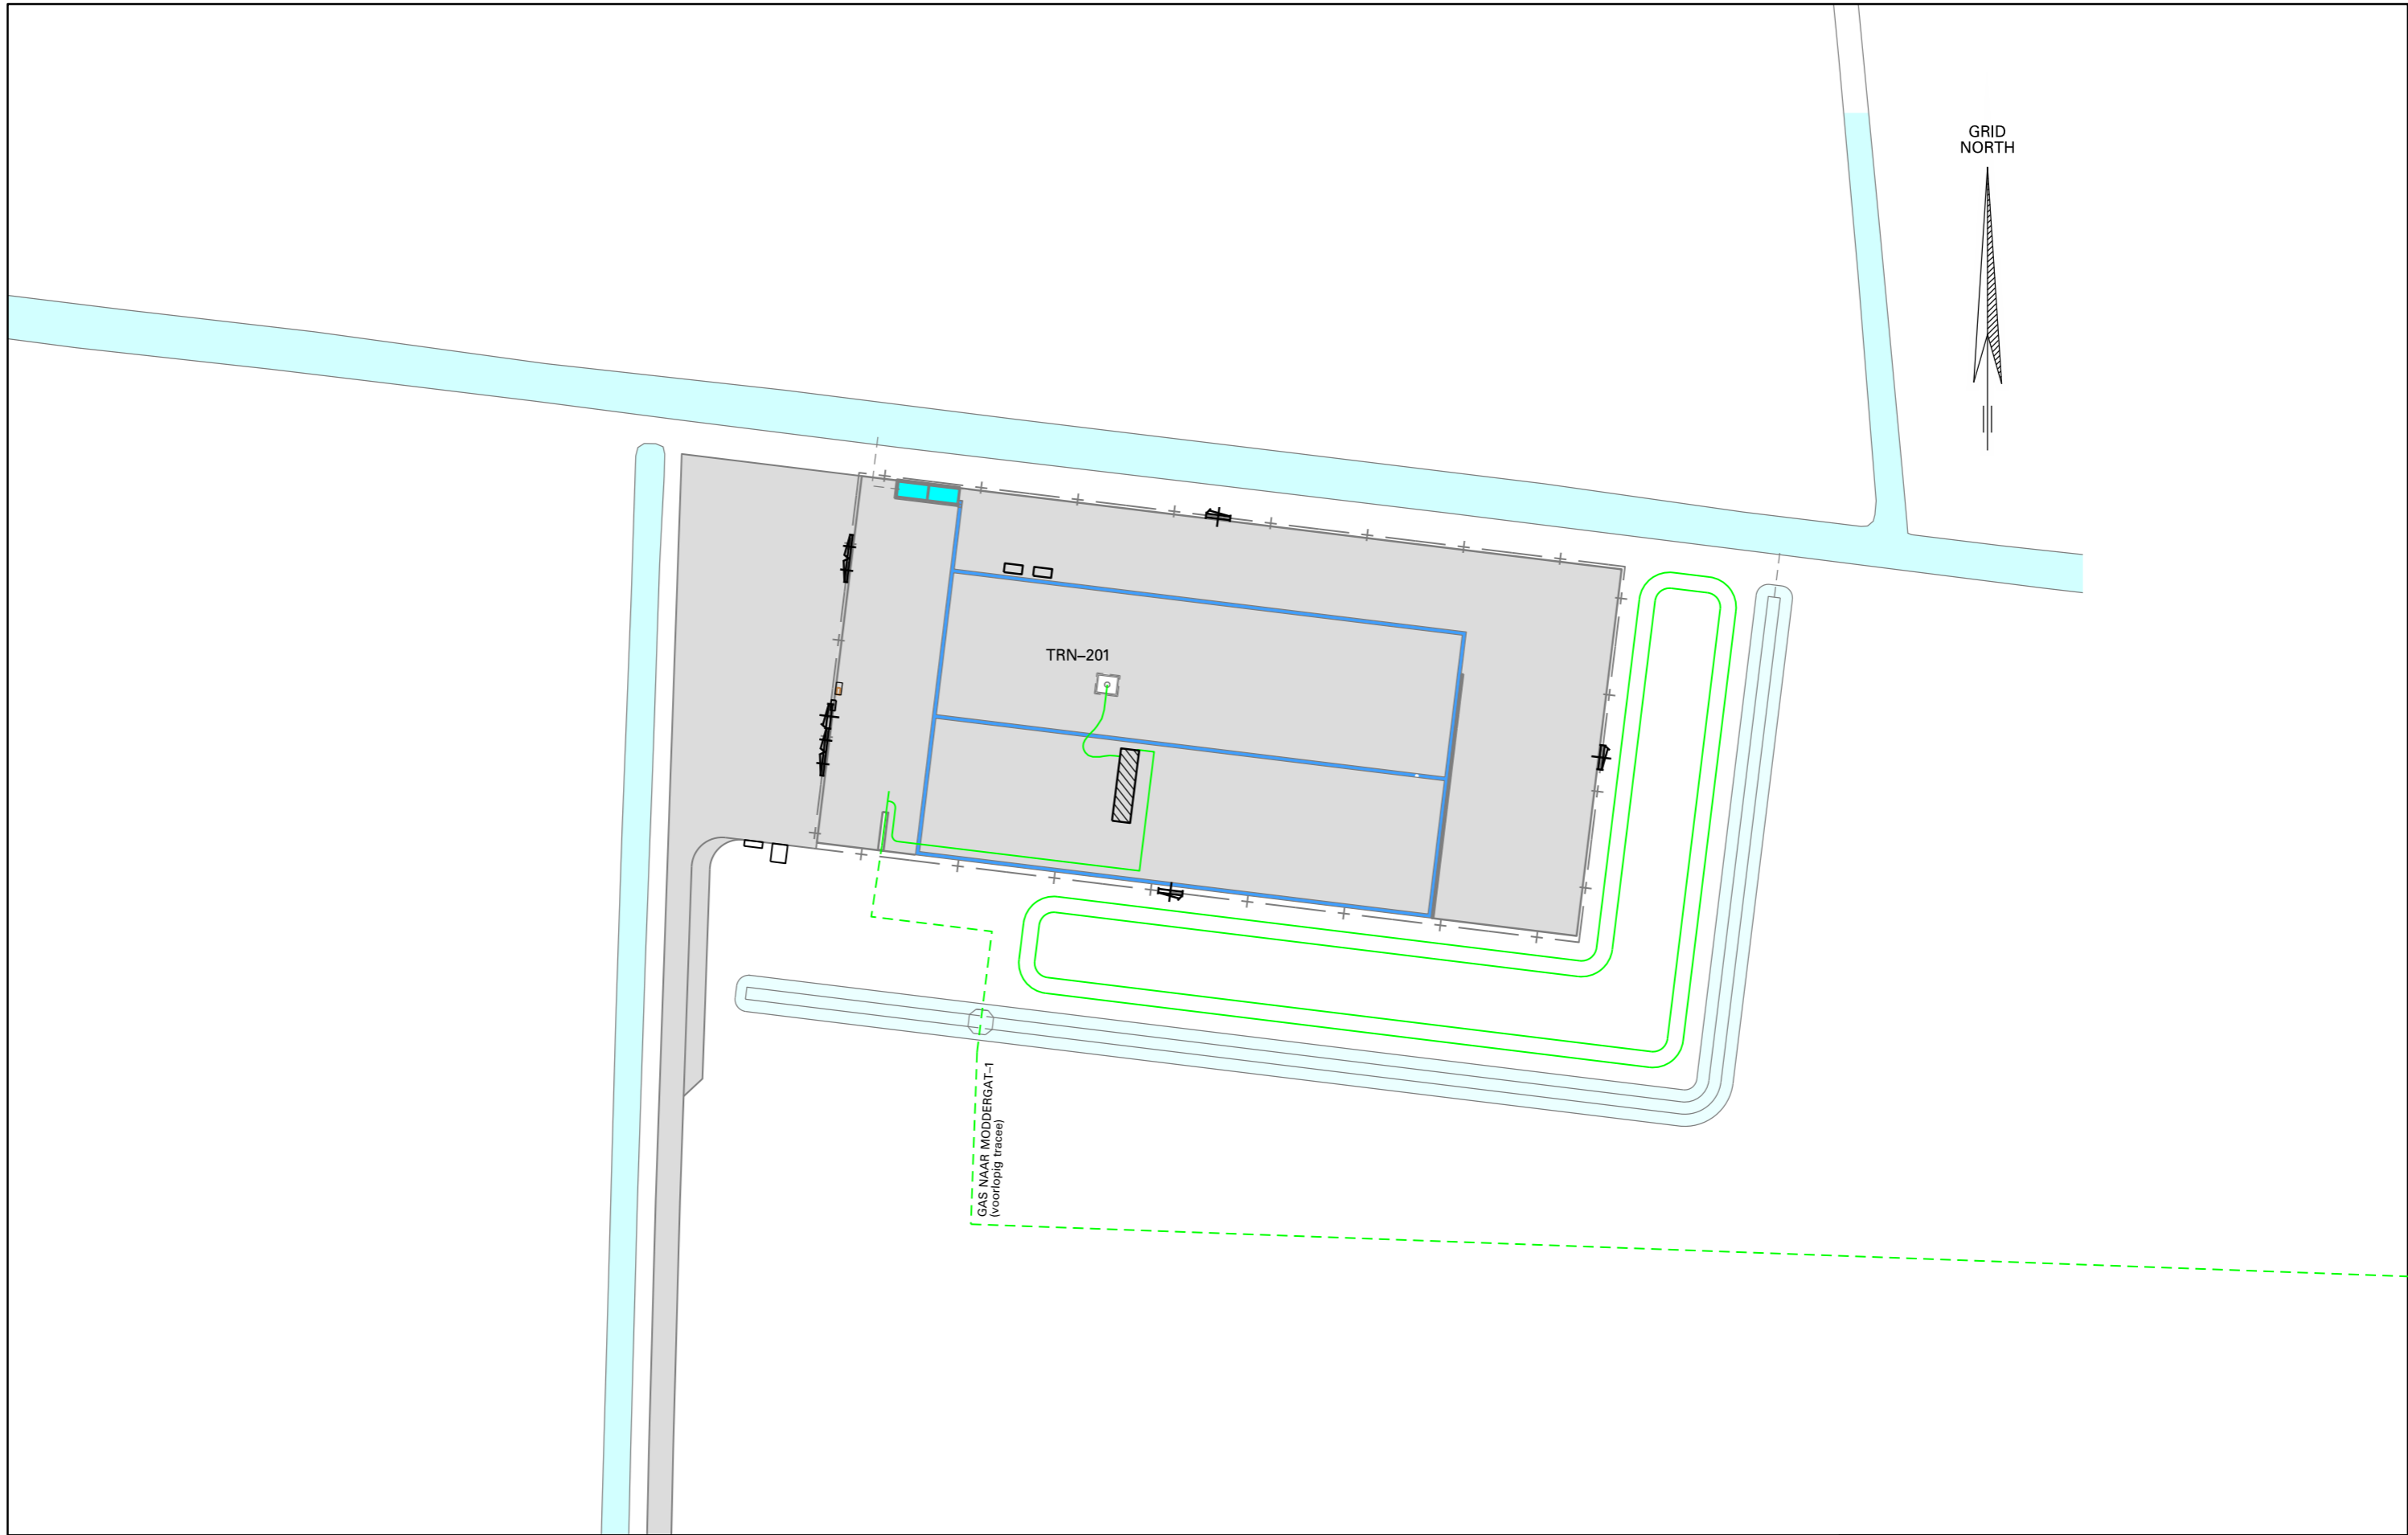 GRID
NORTH
TRN–201
GAS NAAR MODDERGAT–1
(voorlopig tracee)